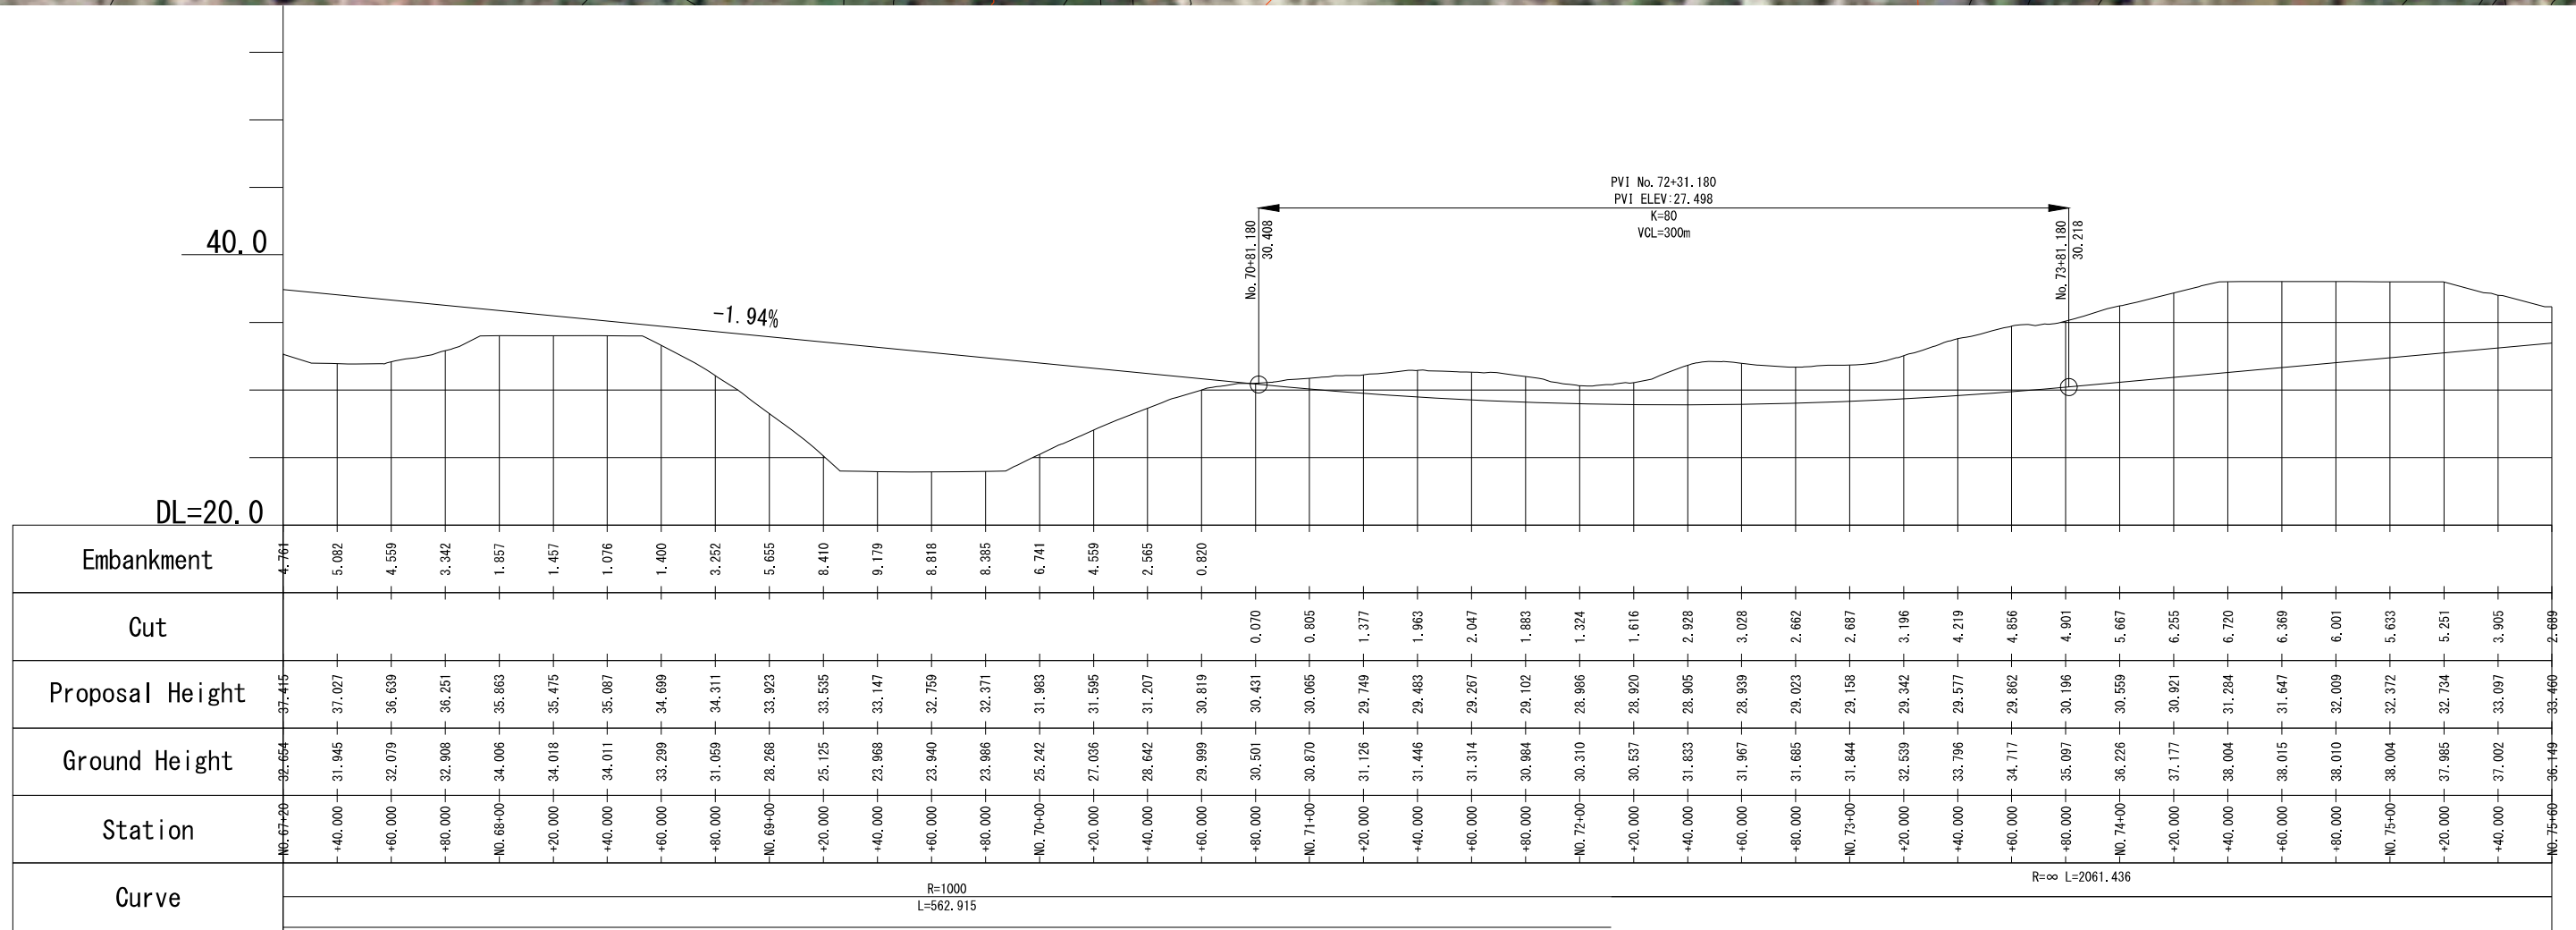 PVI No.72+31.180
PVI ELEV:27.498
K=80
VCL=300m
No.70+81.180
30.408
No.73+81.180
30.218
40.0
-1.94%
DL=20.0
Embankment 4.761 5.082 4.559 3.342 1.857 1.457 1.076 1.400 3.252 5.655 8.410 9.179 8.818 8.385 6.741 4.559 2.565 0.820
Cut 0.070 0.805 1.377 1.963 2.047 1.883 1.324 1.616 2.928 3.028 2.662 2.687 3.196 4.219 4.856 4.901 5.667 6.255 6.720 6.369 6.001 5.633 5.251 3.905 2.689
Proposal Height 37.415 37.027 36.639 36.251 35.863 35.475 35.087 34.699 34.311 33.923 33.535 33.147 32.759 32.371 31.983 31.595 31.207 30.819 30.431 30.065 29.749 29.483 29.267 29.102 28.986 28.920 28.905 28.939 29.023 29.158 29.342 29.577 29.862 30.196 30.559 30.921 31.284 31.647 32.009 32.372 32.734 33.097 33.460
Ground Height 32.654 31.945 32.079 32.908 34.006 34.018 34.011 33.299 31.059 28.268 25.125 23.968 23.940 23.986 25.242 27.036 28.642 29.999 30.501 30.870 31.126 31.446 31.314 30.984 30.310 30.537 31.833 31.967 31.685 31.844 32.539 33.796 34.717 35.097 36.226 37.177 38.004 38.015 38.010 38.004 37.985 37.002 36.149
Station NO.67+20 +40.000 +60.000 +80.000 NO.68+00 +20.000 +40.000 +60.000 +80.000 NO.69+00 +20.000 +40.000 +60.000 +80.000 NO.70+00 +20.000 +40.000 +60.000 +80.000 NO.71+00 +20.000 +40.000 +60.000 +80.000 NO.72+00 +20.000 +40.000 +60.000 +80.000 NO.73+00 +20.000 +40.000 +60.000 +80.000 NO.74+00 +20.000 +40.000 +60.000 +80.000 NO.75+00 +20.000 +40.000 NO.75+60
Curve
R=1000
L=562.915
R=∞ L=2061.436